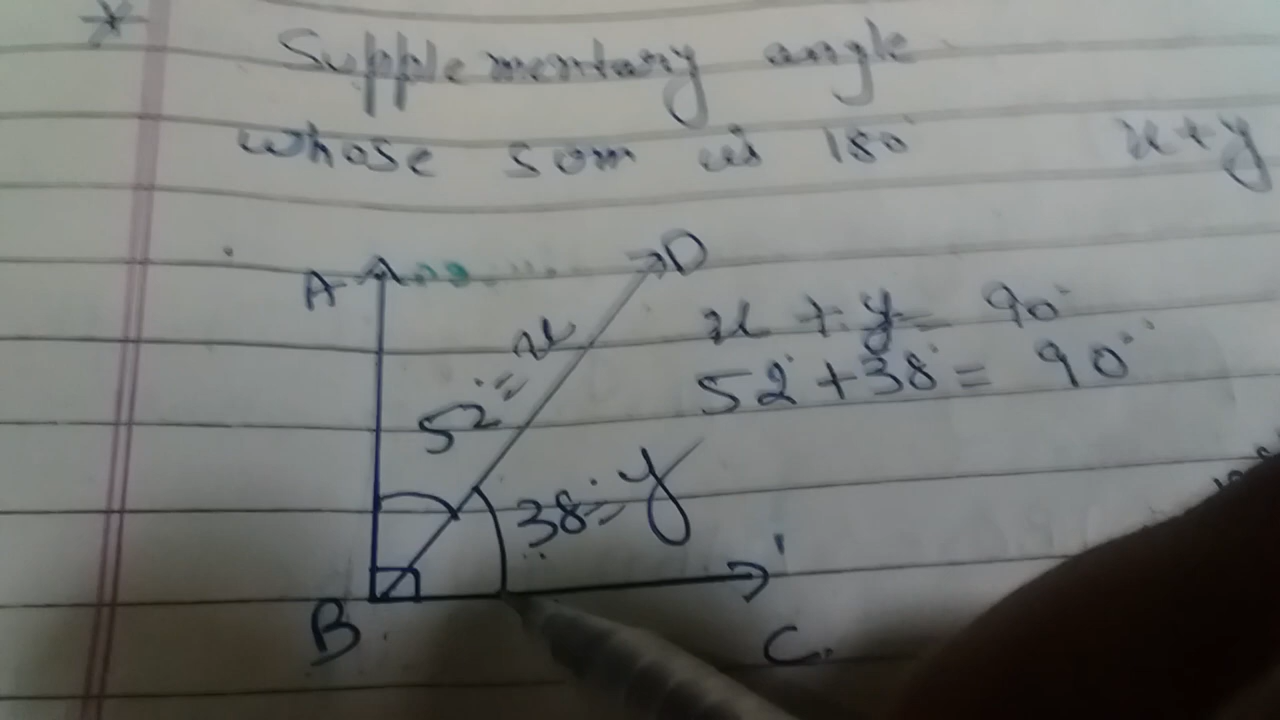 Supplementary angle
whose som is 180° x+y
A D
x + y = 90°
52° = x
52° + 38° = 90°
38° = y
B C